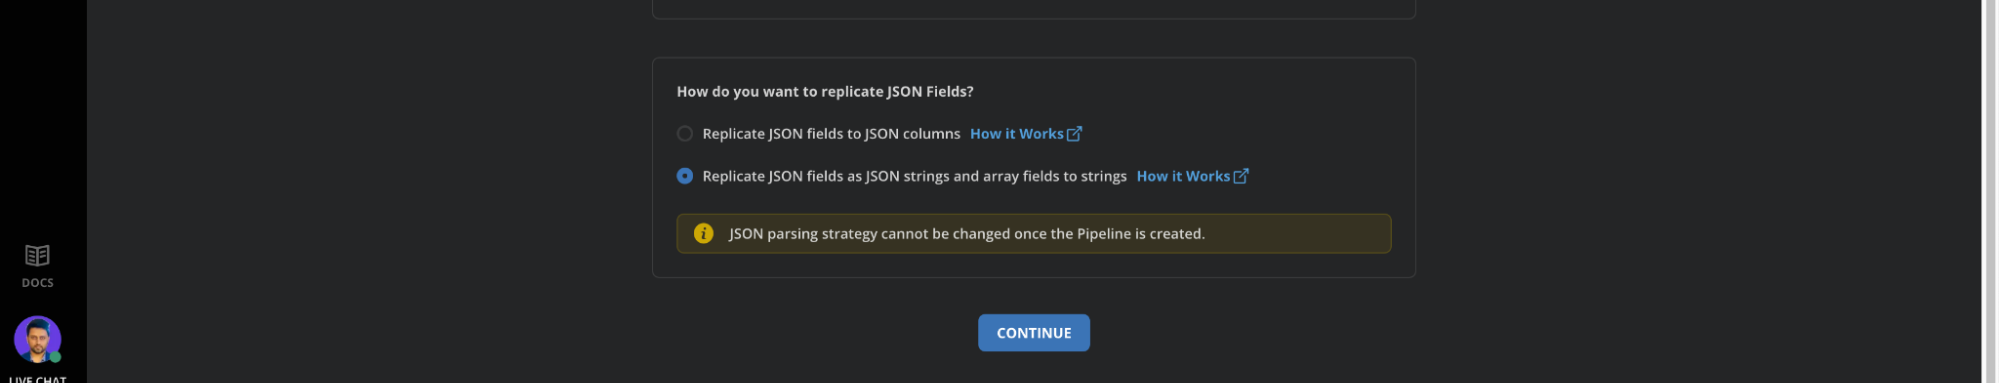 How do you want to replicate JSON Fields?
Replicate JSON fields to JSON columns How it Works
Replicate JSON fields as JSON strings and array fields to strings How it Works
JSON parsing strategy cannot be changed once the Pipeline is created.
DOCS
CONTINUE
LIVE CHAT